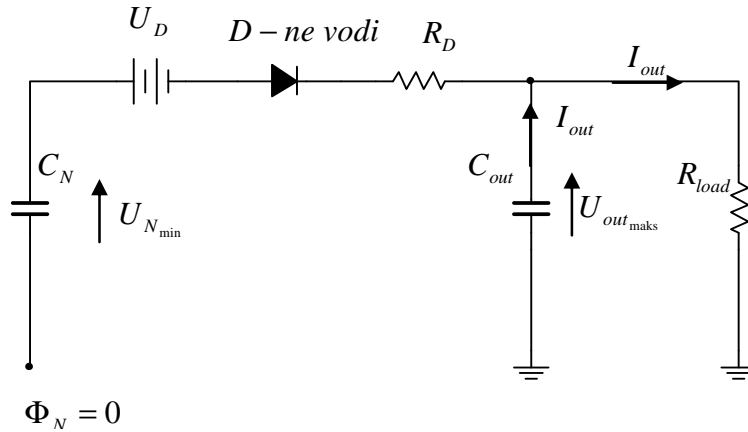 U_D
D – ne vodi
R_D
I_out
C_N
U_N_min
I_out
C_out
U_out_maks
R_load
Φ_N = 0